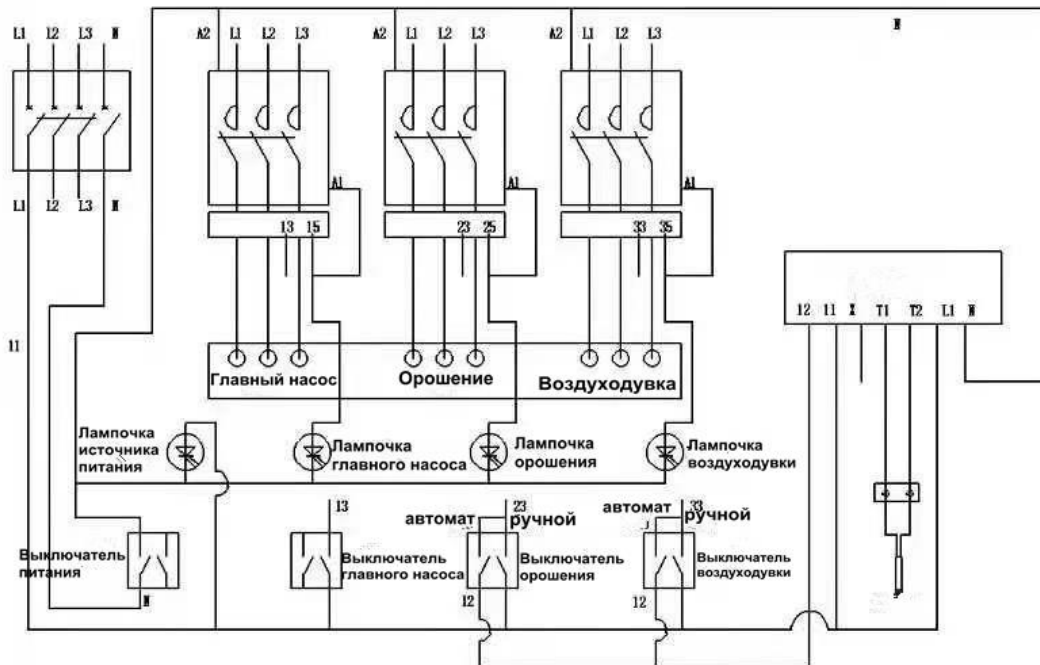 N
L1 L2 L3 N
A2 L1 L2 L3
A2 L1 L2 L3
A2 L1 L2 L3
A1
A1
A1
L1 L2 L3 N
13 15
23 25
33 35
12 11 X T1 T2 L1 N
11
Главный насос
Орошение
Воздуходувка
Лампочка
источника
питания
Лампочка
главного насоса
Лампочка
орошения
Лампочка
воздуходувки
13
23
33
автомат ручной
автомат ручной
Выключатель
питания
Выключатель
главного насоса
Выключатель
орошения
Выключатель
воздуходувки
N
12
12